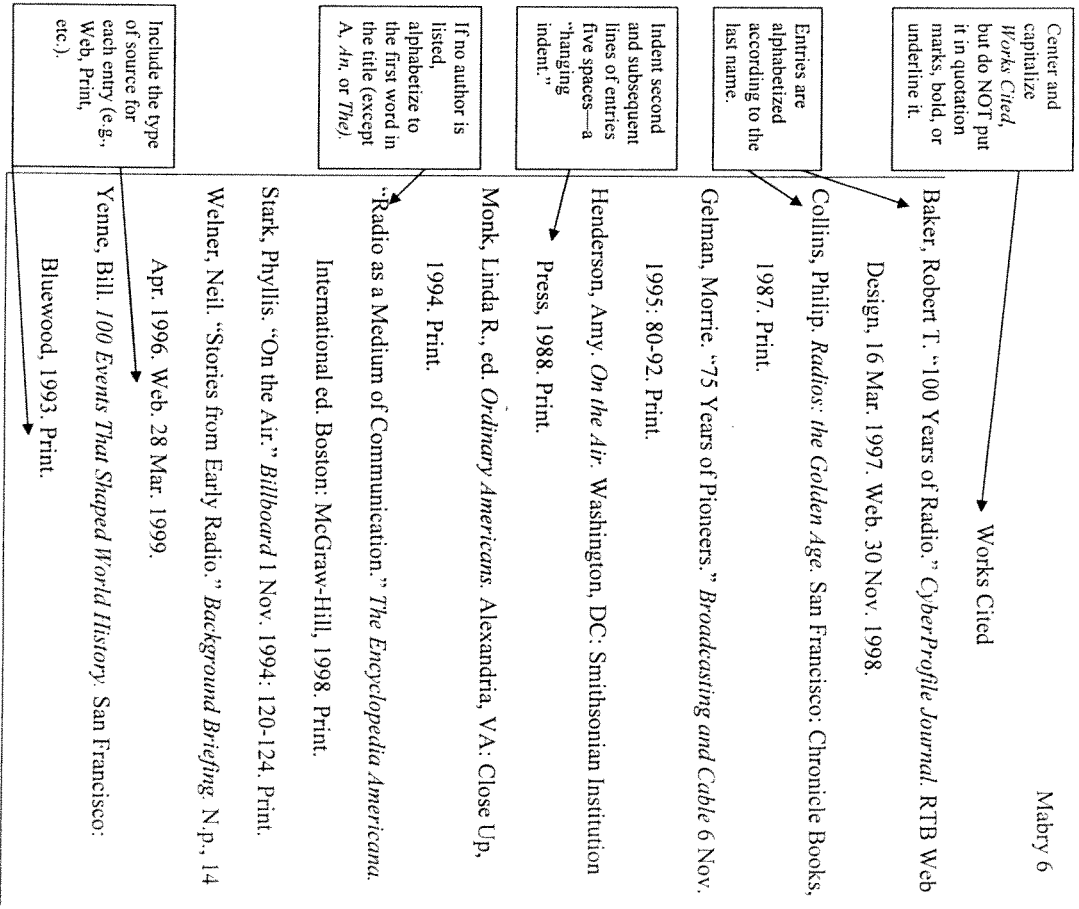 Mabry 6
Center and
capitalize
Works Cited,
but do NOT put
it in quotation
marks, bold, or
underline it.
Entries are
alphabetized
according to the
last name.
Indent second
and subsequent
lines of entries
five spaces—a
"hanging
indent."
If no author is
listed,
alphabetize to
the first word in
the title (except
A, An, or The).
Include the type
of source for
each entry (e.g.,
Web, Print,
etc.).
Works Cited
Baker, Robert T. "100 Years of Radio." CyberProfile Journal. RTB Web
Design, 16 Mar. 1997. Web. 30 Nov. 1998.
Collins, Philip. Radios: the Golden Age. San Francisco: Chronicle Books,
1987. Print.
Gelman, Morrie. "75 Years of Pioneers." Broadcasting and Cable 6 Nov.
1995: 80-92. Print.
Henderson, Amy. On the Air. Washington, DC: Smithsonian Institution
Press, 1988. Print.
Monk, Linda R., ed. Ordinary Americans. Alexandria, VA: Close Up,
1994. Print.
"Radio as a Medium of Communication." The Encyclopedia Americana.
International ed. Boston: McGraw-Hill, 1998. Print.
Stark, Phyllis. "On the Air." Billboard 1 Nov. 1994: 120-124. Print.
Welner, Neil. "Stories from Early Radio." Background Briefing. N.p., 14
Apr. 1996. Web. 28 Mar. 1999.
Yenne, Bill. 100 Events That Shaped World History. San Francisco:
Bluewood, 1993. Print.